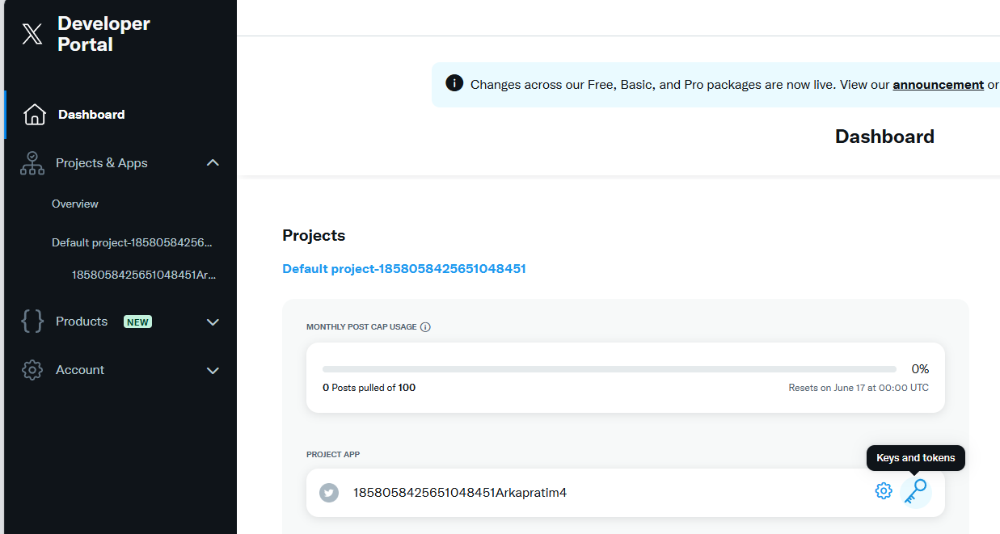 Developer
Portal
Changes across our Free, Basic, and Pro packages are now live. View our announcement or
Dashboard
Dashboard
Projects & Apps
Overview
Default project-18580584256...
1858058425651048451Ar...
Products NEW
Account
Projects
Default project-1858058425651048451
MONTHLY POST CAP USAGE
0%
0 Posts pulled of 100
Resets on June 17 at 00:00 UTC
PROJECT APP
Keys and tokens
1858058425651048451Arkapratim4